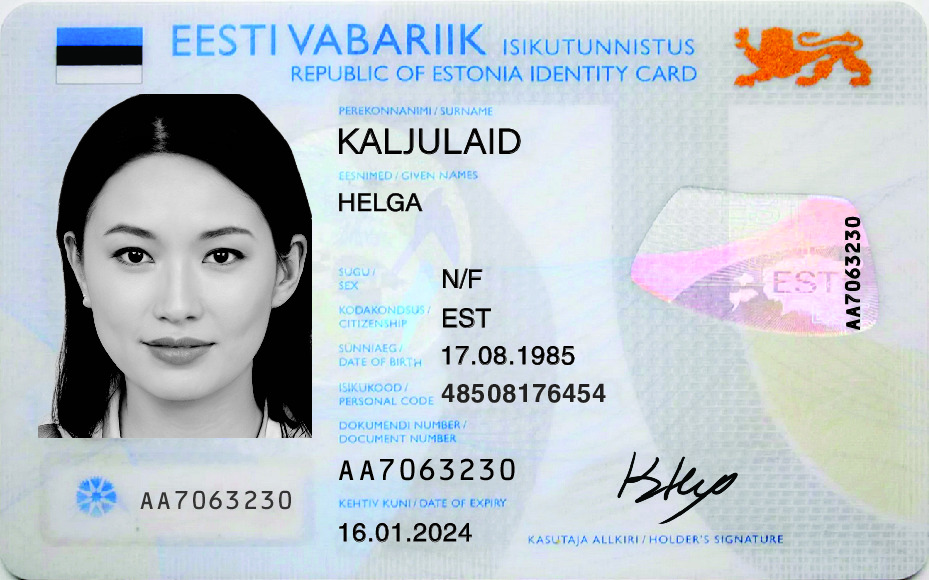 EESTI VABARIIK ISIKUTUNNISTUS
REPUBLIC OF ESTONIA IDENTITY CARD
PEREKONNANIMI / SURNAME
KALJULAID
EESNIMED / GIVEN NAMES
HELGA
SUGU / SEX
N/F
KODAKONDSUS / CITIZENSHIP
EST
SÜNNIAEG / DATE OF BIRTH
17.08.1985
ISIKUKOOD / PERSONAL CODE
48508176454
DOKUMENDI NUMBER / DOCUMENT NUMBER
AA7063230
KEHTIV KUNI / DATE OF EXPIRY
16.01.2024
KASUTAJA ALLKIRI / HOLDER'S SIGNATURE
AA7063230
EST
AA7063230